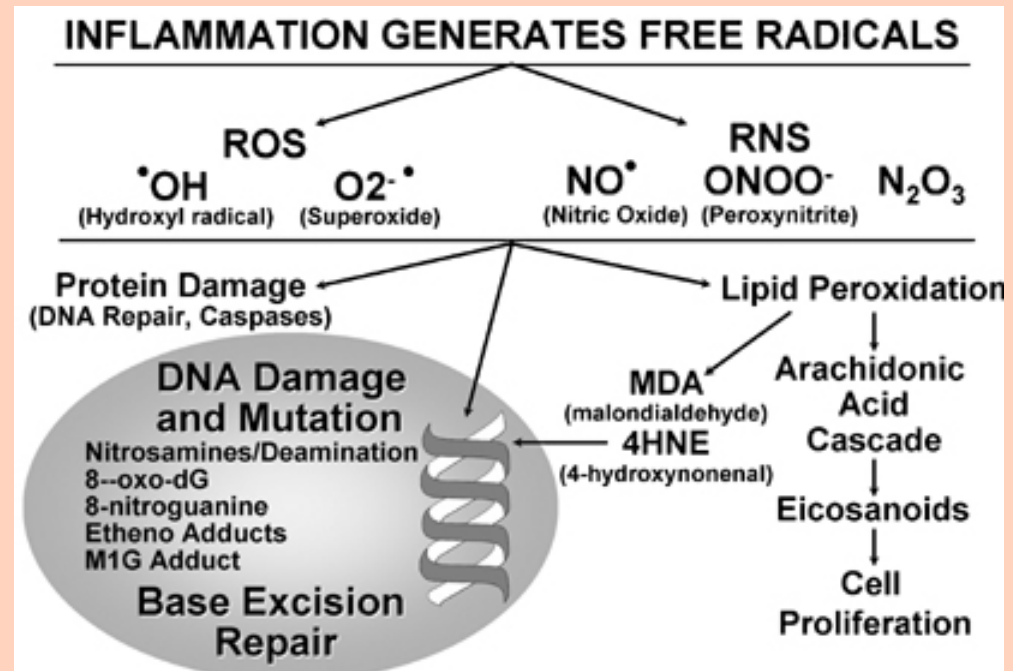 INFLAMMATION GENERATES FREE RADICALS
ROS
•OH
(Hydroxyl radical)
O2- •
(Superoxide)
RNS
NO•
(Nitric Oxide)
ONOO-
(Peroxynitrite)
N2O3
Protein Damage
(DNA Repair, Caspases)
Lipid Peroxidation
DNA Damage
and Mutation
Nitrosamines/Deamination
8--oxo-dG
8-nitroguanine
Etheno Adducts
M1G Adduct
Base Excision
Repair
MDA
(malondialdehyde)
4HNE
(4-hydroxynonenal)
Arachidonic
Acid
Cascade
Eicosanoids
Cell
Proliferation